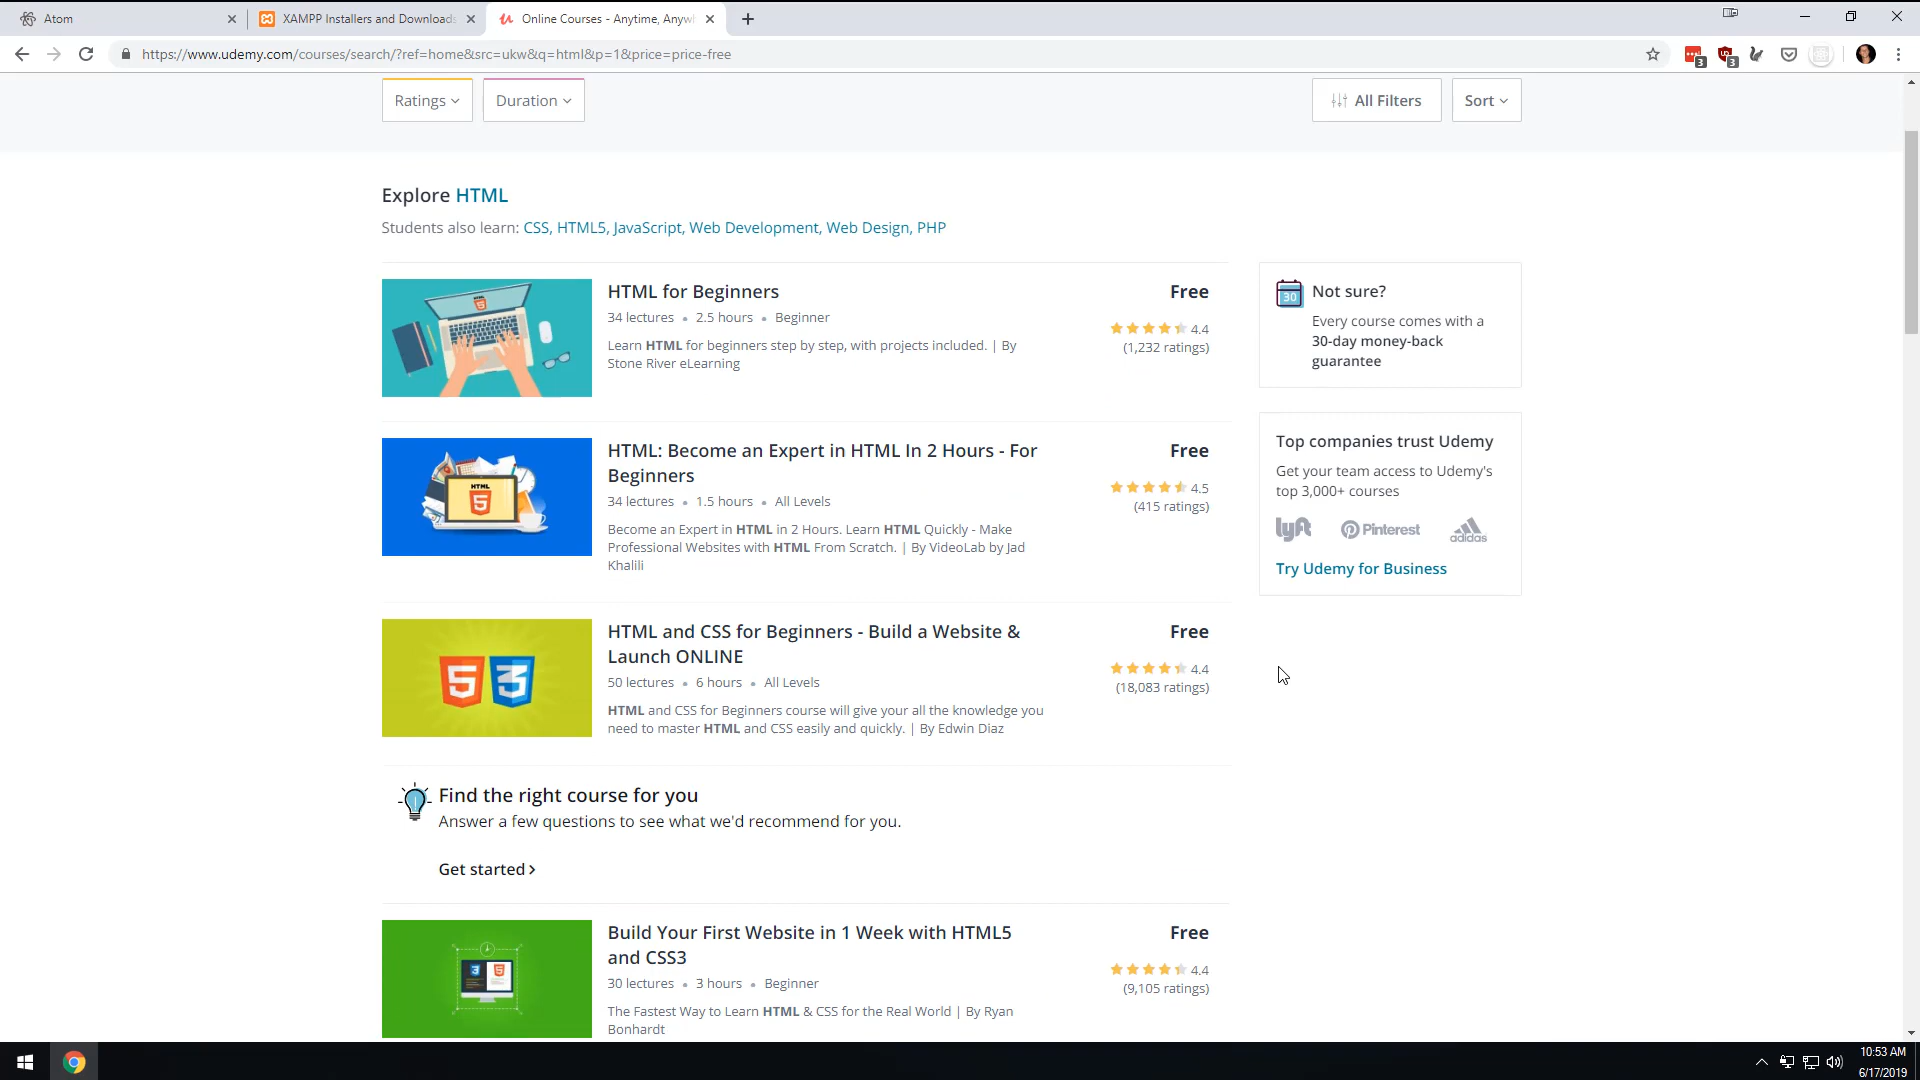 Atom
XAMPP Installers and Downloads
Online Courses - Anytime, Anyw
https://www.udemy.com/courses/search/?ref=home&src=ukw&q=html&p=1&price=price-free
3
3
Ratings
Duration
All Filters
Sort
Explore HTML
Students also learn: CSS, HTML5, JavaScript, Web Development, Web Design, PHP
HTML for Beginners
Free
34 lectures • 2.5 hours • Beginner
4.4
(1,232 ratings)
Learn HTML for beginners step by step, with projects included. | By
Stone River eLearning
30
Not sure?
Every course comes with a
30-day money-back
guarantee
HTML: Become an Expert in HTML In 2 Hours - For
Beginners
Free
34 lectures • 1.5 hours • All Levels
4.5
(415 ratings)
Become an Expert in HTML in 2 Hours. Learn HTML Quickly - Make
Professional Websites with HTML From Scratch. | By VideoLab by Jad
Khalili
HTML
5
Top companies trust Udemy
Get your team access to Udemy's
top 3,000+ courses
lyft
Pinterest
adidas
Try Udemy for Business
5 3
HTML and CSS for Beginners - Build a Website &
Launch ONLINE
Free
50 lectures • 6 hours • All Levels
4.4
(18,083 ratings)
HTML and CSS for Beginners course will give your all the knowledge you
need to master HTML and CSS easily and quickly. | By Edwin Diaz
Find the right course for you
Answer a few questions to see what we'd recommend for you.
Get started
Build Your First Website in 1 Week with HTML5
and CSS3
Free
30 lectures • 3 hours • Beginner
4.4
(9,105 ratings)
The Fastest Way to Learn HTML & CSS for the Real World | By Ryan
Bonhardt
10:53 AM
6/17/2019